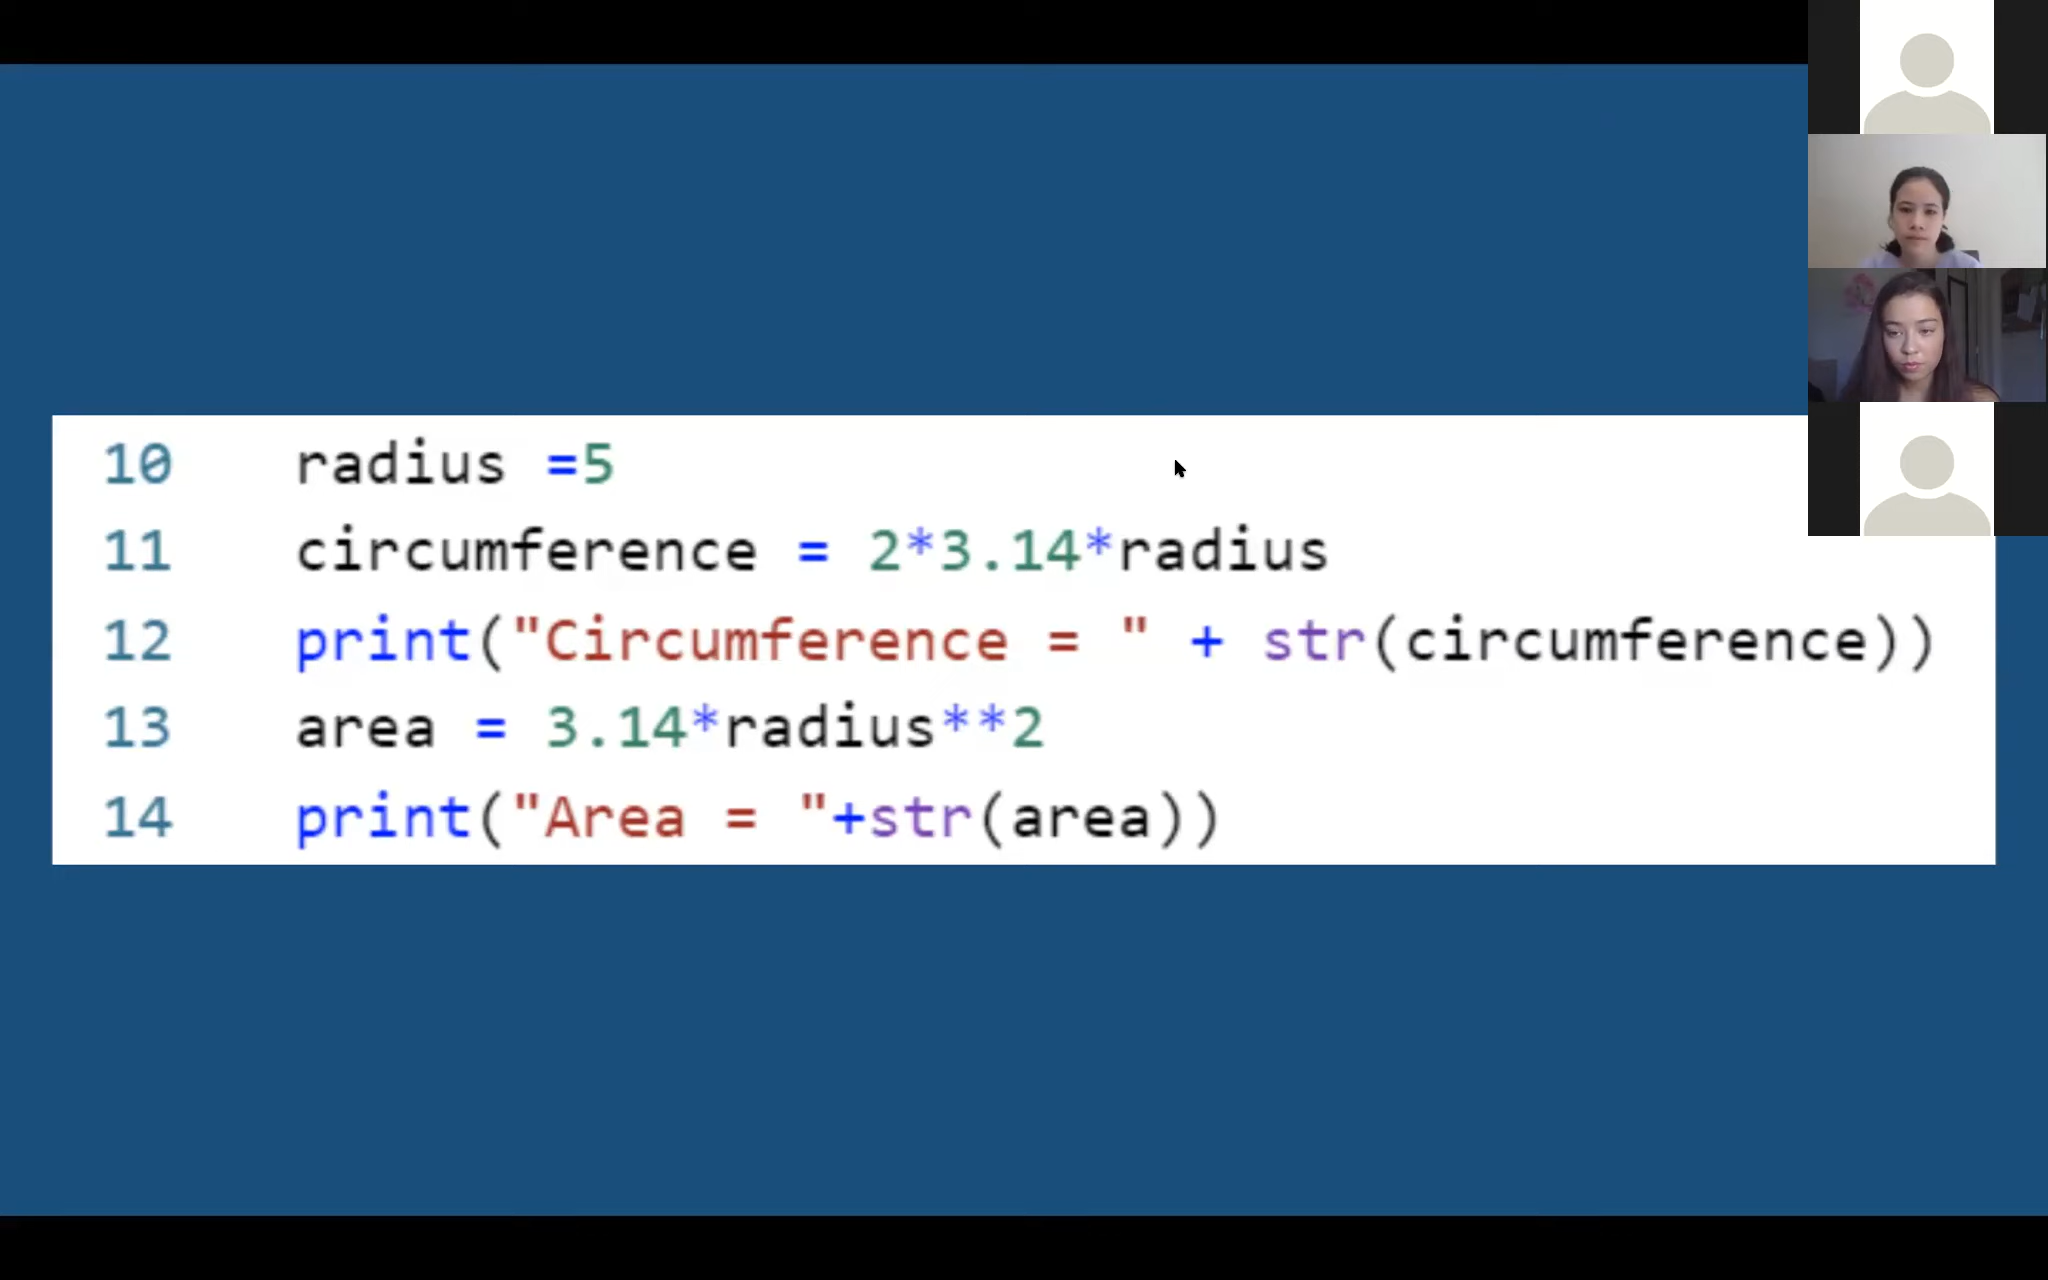 10 radius =5
11 circumference = 2*3.14*radius
12 print("Circumference = " + str(circumference))
13 area = 3.14*radius**2
14 print("Area = "+str(area))